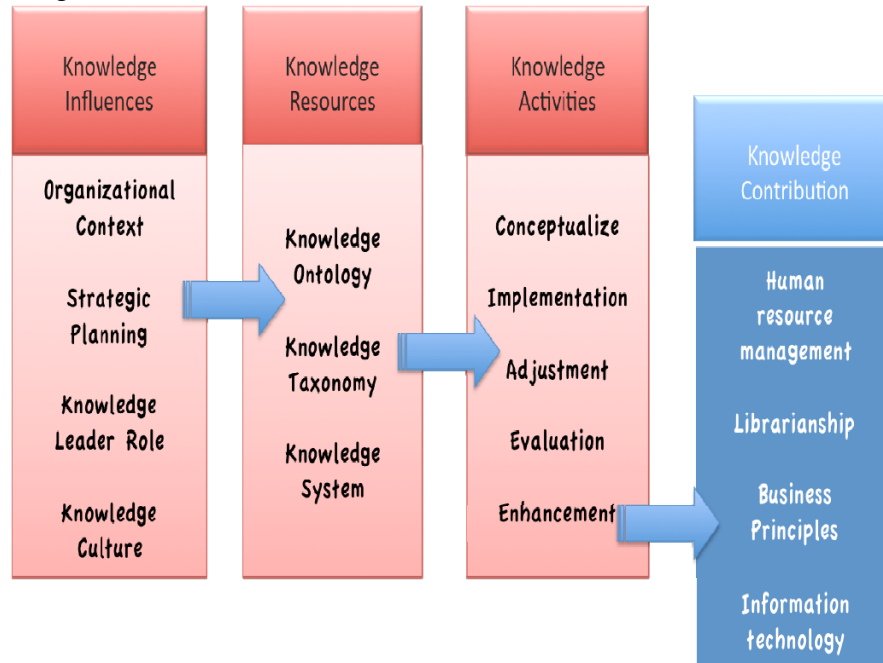 Knowledge
Influences
Organizational
Context
Strategic
Planning
Knowledge
Leader Role
Knowledge
Culture
Knowledge
Resources
Knowledge
Ontology
Knowledge
Taxonomy
Knowledge
System
Knowledge
Activities
Conceptualize
Implementation
Adjustment
Evaluation
Enhancement
Knowledge
Contribution
Human
resource
management
Librarianship
Business
Principles
Information
technology